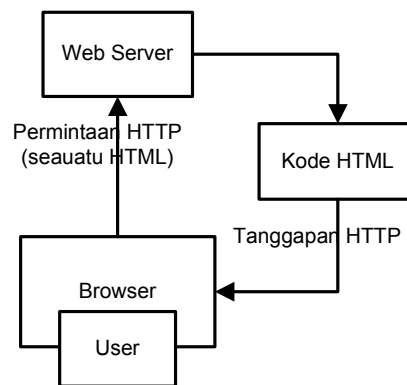 Web Server
Permintaan HTTP
(seauatu HTML)
Kode HTML
Tanggapan HTTP
Browser
User